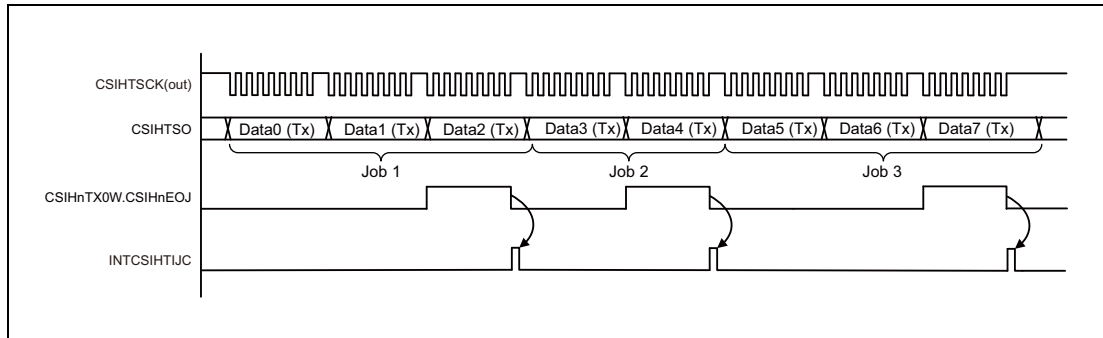 CSIHTSCK(out)
CSIHTSO
Data0 (Tx) Data1 (Tx) Data2 (Tx) Data3 (Tx) Data4 (Tx) Data5 (Tx) Data6 (Tx) Data7 (Tx)
Job 1 Job 2 Job 3
CSIHnTX0W.CSIHnEOJ
INTCSIHTIJC